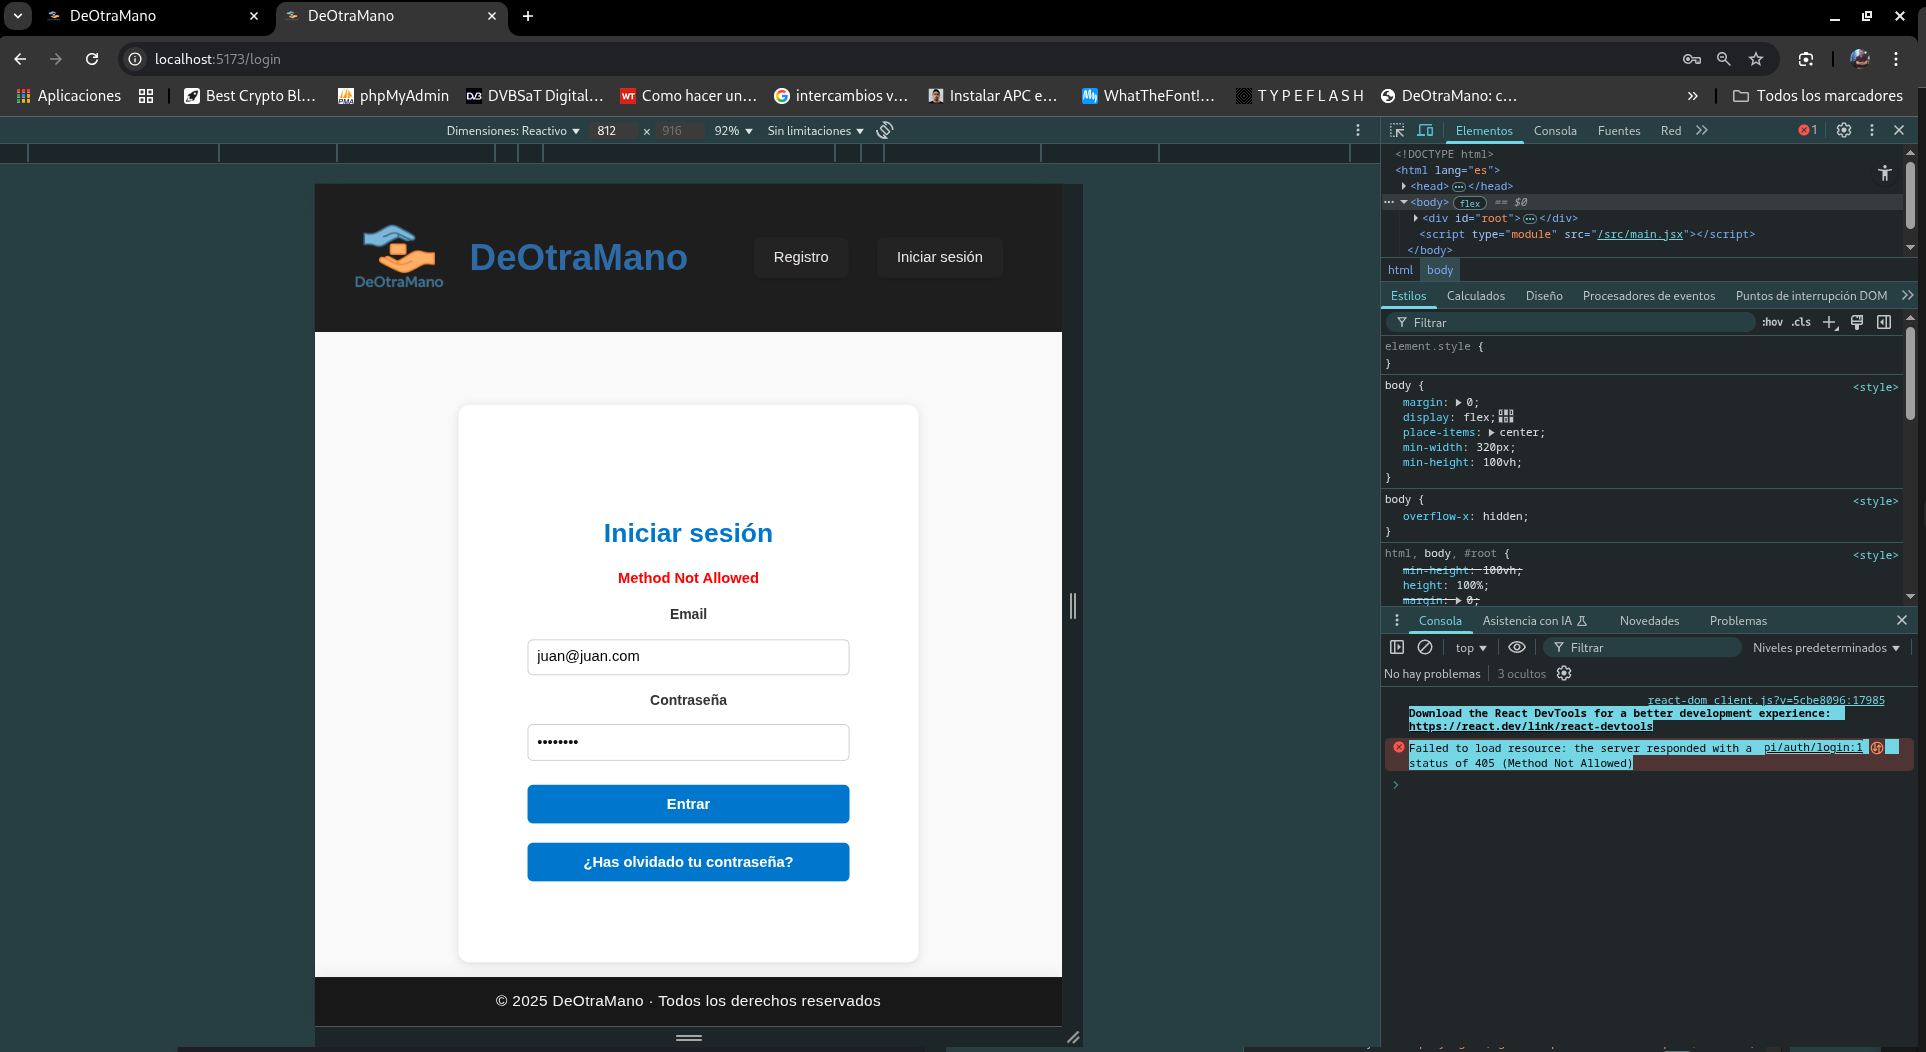 DeOtraMano
DeOtraMano
localhost:5173/login
Aplicaciones
Best Crypto Bl...
phpMyAdmin
DVBSaT Digital...
Como hacer un...
intercambios v...
Instalar APC e...
WhatTheFont!...
TYPEFLASH
DeOtraMano: c...
Todos los marcadores
Dimensiones: Reactivo 812 × 916 92% Sin limitaciones
DeOtraMano
DeOtraMano
Registro
Iniciar sesión
Iniciar sesión
Method Not Allowed
Email
juan@juan.com
Contraseña
••••••••
Entrar
¿Has olvidado tu contraseña?
© 2025 DeOtraMano · Todos los derechos reservados
Elementos Consola Fuentes Red 1
<!DOCTYPE html>
<html lang="es">
<head> </head>
<body> flex == $0
<div id="root"> </div>
<script type="module" src="/src/main.jsx"></script>
</body>
html body
Estilos Calculados Diseño Procesadores de eventos Puntos de interrupción DOM
Filtrar :hov .cls
element.style {
}
body { <style>
margin: 0;
display: flex;
place-items: center;
min-width: 320px;
min-height: 100vh;
}
body { <style>
overflow-x: hidden;
}
html, body, #root { <style>
min-height: 100vh;
height: 100%;
margin: 0;
Consola Asistencia con IA Novedades Problemas
top Filtrar Niveles predeterminados
No hay problemas 3 ocultos
react-dom client.js?v=5cbe8096:17985
Download the React DevTools for a better development experience:
https://react.dev/link/react-devtools
Failed to load resource: the server responded with a pi/auth/login:1
status of 405 (Method Not Allowed)